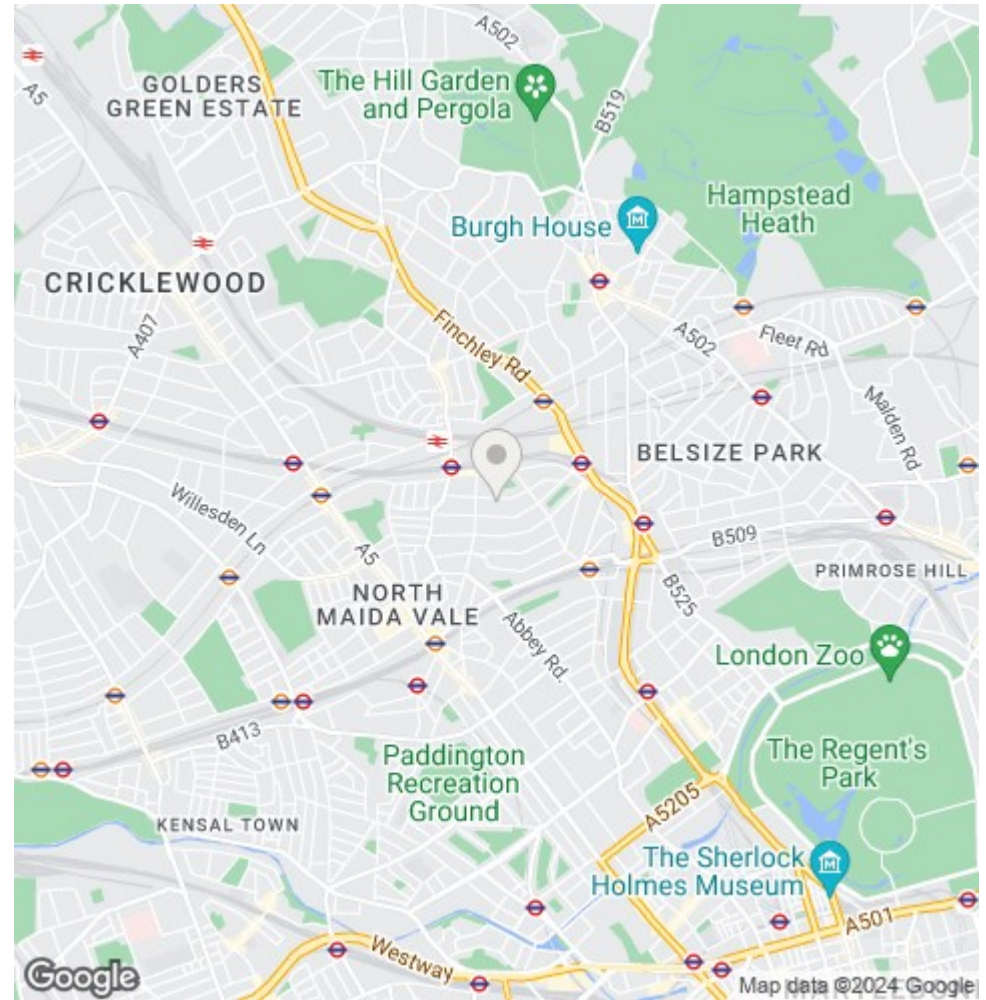 A502
A5
GOLDERS
GREEN ESTATE
The Hill Garden
and Pergola
B519
Hampstead
Heath
Burgh House
CRICKLEWOOD
A407
Finchley Rd
A502
Fleet Rd
Malden Rd
BELSIZE PARK
Willesden Ln
A5
B509
PRIMROSE HILL
NORTH
MAIDA VALE
B525
Abbey Rd.
London Zoo
B413
The Regent's
Park
Paddington
Recreation
Ground
A5205
KENSAL TOWN
The Sherlock
Holmes Museum
A501
Westway
Google
Map data ©2024 Google